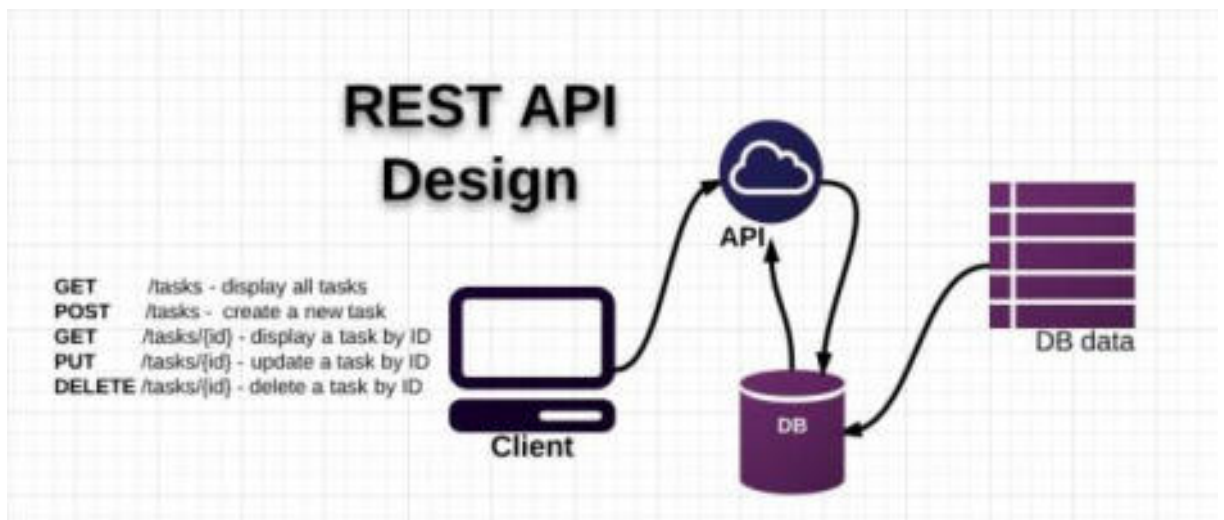 REST API
Design
GET /tasks - display all tasks
POST /tasks - create a new task
GET /tasks/{id} - display a task by ID
PUT /tasks/{id} - update a task by ID
DELETE /tasks/{id} - delete a task by ID
Client
API
DB
DB data